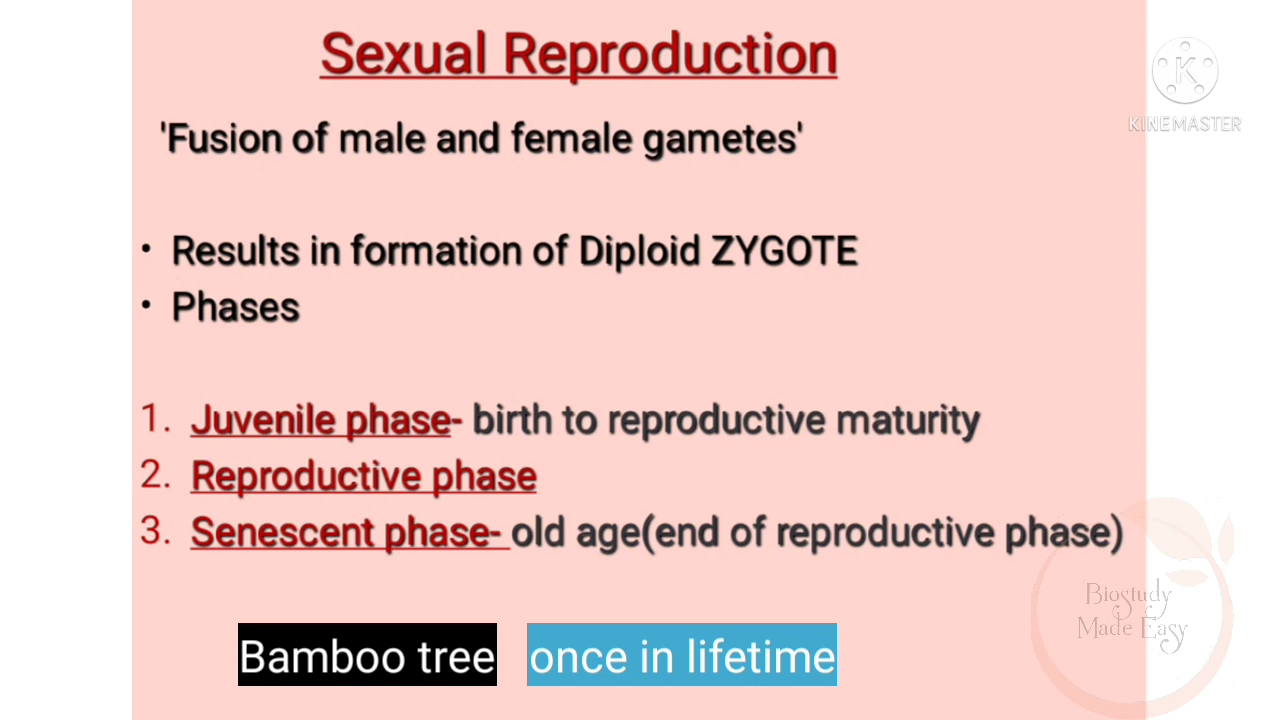 Sexual Reproduction
'Fusion of male and female gametes'
• Results in formation of Diploid ZYGOTE
• Phases
1. Juvenile phase- birth to reproductive maturity
2. Reproductive phase
3. Senescent phase- old age(end of reproductive phase)
Bamboo tree once in lifetime
K
KINEMASTER
Biostudy
Made Easy